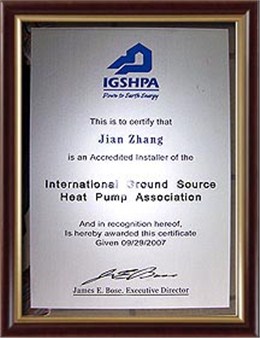 IGSHPA
Down to Earth Energy
This is to certify that
Jian Zhang
is an Accredited Installer of the
International Ground Source
Heat Pump Association
And in recognition hereof,
Is hereby awarded this certificate
Given 09/29/2007
James E. Bose. Executive Director